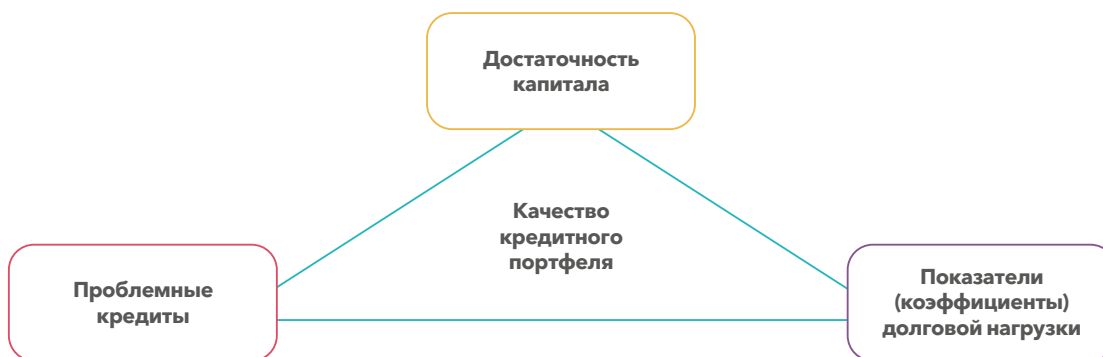 Достаточность
капитала
Качество
кредитного
портфеля
Проблемные
кредиты
Показатели
(коэффициенты)
долговой нагрузки